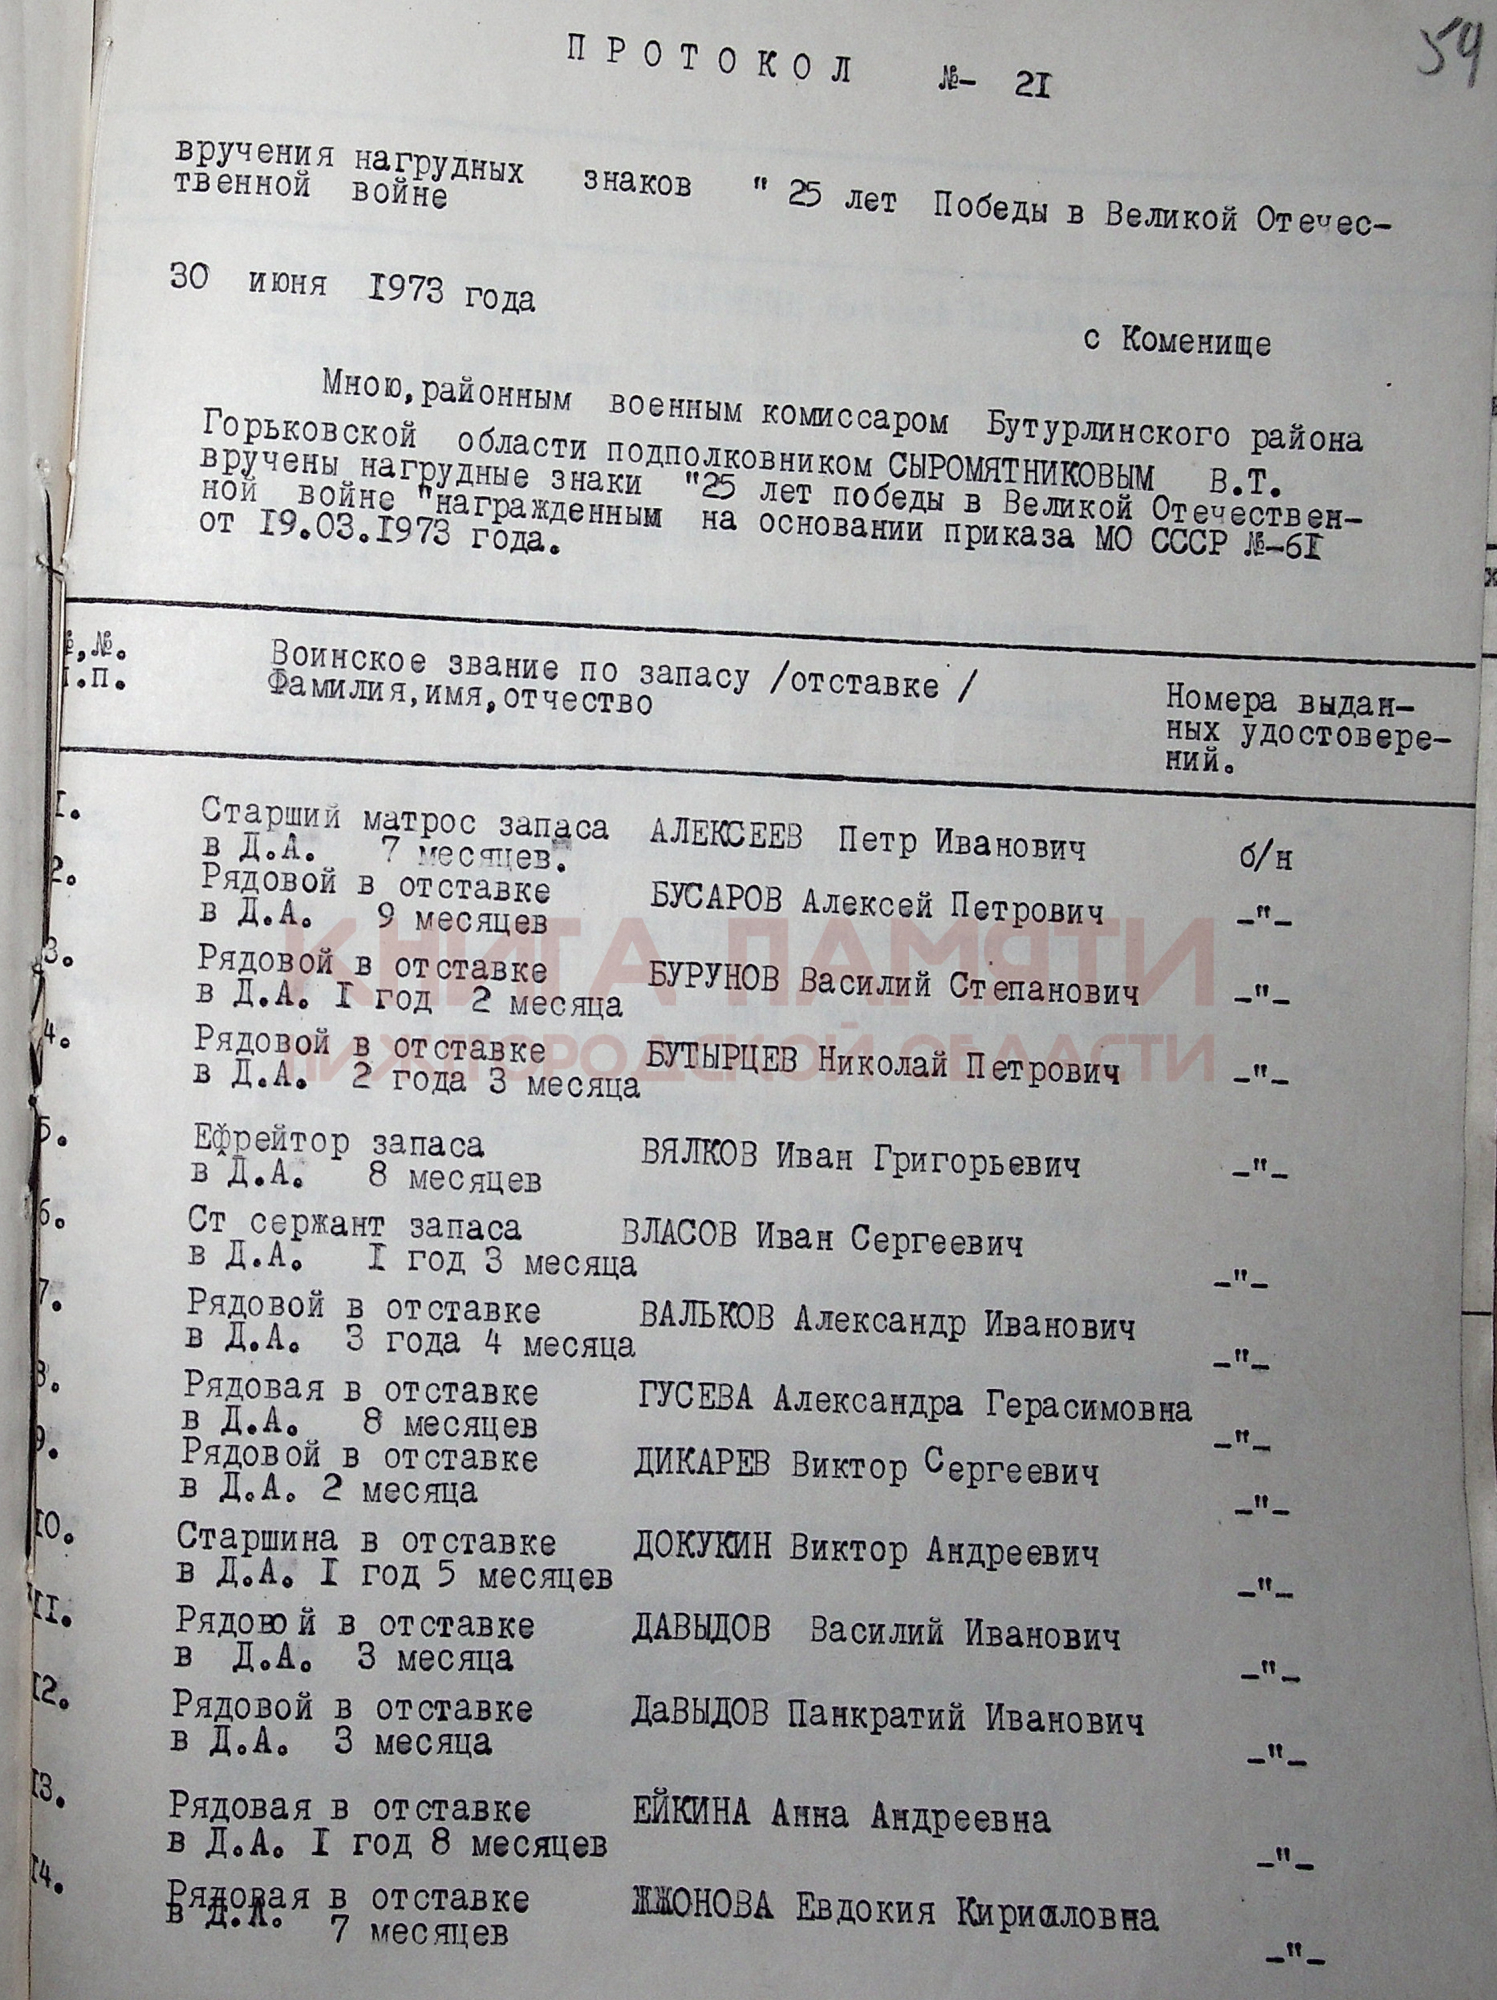 59
ПРОТОКОЛ №- 2I
вручения нагрудных знаков " 25 лет Победы в Великой Отечес-
твенной войне
30 июня I973 года
с Коменище
Мною,районным военным комиссаром Бутурлинского района
Горьковской области подполковником СЫРОМЯТНИКОВЫМ В.Т.
вручены нагрудные знаки "25 лет победы в Великой Отечествен-
ной войне "награжденным на основании приказа МО СССР №-6I
от I9.03.I973 года.
№,№. Воинское звание по запасу /отставке /
п.п. Фамилия,имя,отчество
Номера выдан-
ных удостовере-
ний.
I. Старший матрос запаса АЛЕКСЕЕВ Петр Иванович б/н
в Д.А. 7 месяцев.
2. Рядовой в отставке БУСАРОВ Алексей Петрович -"-
в Д.А. 9 месяцев
3. Рядовой в отставке БУРУНОВ Василий Степанович -"-
в Д.А. I год 2 месяца
4. Рядовой в отставке БУТЫРЦЕВ Николай Петрович -"-
в Д.А. 2 года 3 месяца
5. Ефрейтор запаса ВЯЛКОВ Иван Григорьевич -"-
в Д.А. 8 месяцев
6. Ст сержант запаса ВЛАСОВ Иван Сергеевич
в Д.А. I год 3 месяца -"-
7. Рядовой в отставке ВАЛЬКОВ Александр Иванович
в Д.А. 3 года 4 месяца -"-
8. Рядовая в отставке ГУСЕВА Александра Герасимовна
в Д.А. 8 месяцев -"-
9. Рядовой в отставке ДИКАРЕВ Виктор Сергеевич
в Д.А. 2 месяца -"-
I0. Старшина в отставке ДОКУКИН Виктор Андреевич
в Д.А. I год 5 месяцев -"-
II. Рядовой в отставке ДАВЫДОВ Василий Иванович
в Д.А. 3 месяца -"-
I2. Рядовой в отставке ДаВЫДОВ Панкратий Иванович
в Д.А. 3 месяца -"-
I3. Рядовая в отставке ЕЙКИНА Анна Андреевна
в Д.А. I год 8 месяцев -"-
I4. Рядовая в отставке ЖЖОНОВА Евдокия Кирилловна
в Д.А. 7 месяцев -"-
КНИГА ПАМЯТИ
НИЖЕГОРОДСКОЙ ОБЛАСТИ